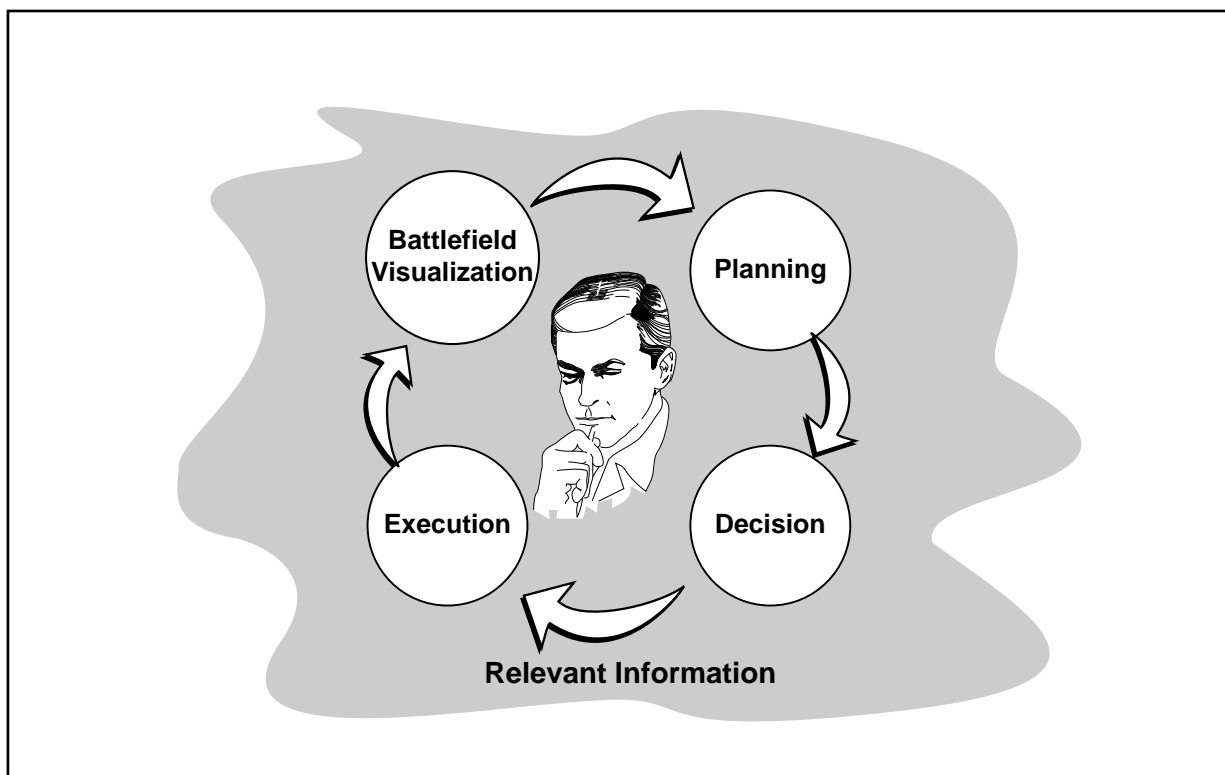 Battlefield
Visualization
Planning
Execution
Decision
Relevant Information